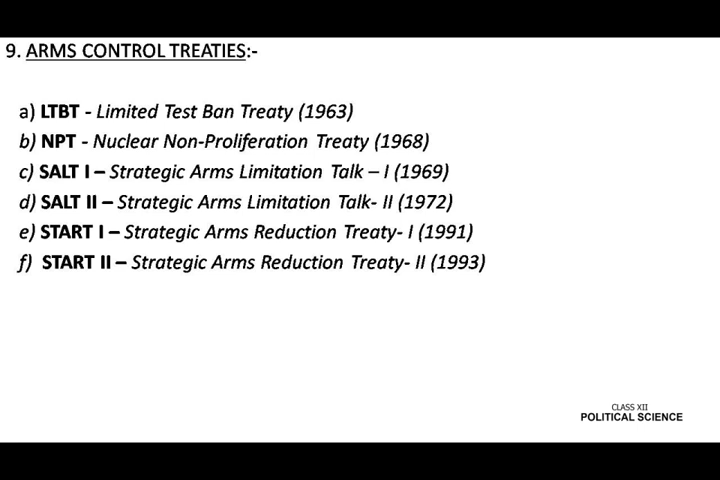 9. ARMS CONTROL TREATIES:-
a) LTBT - Limited Test Ban Treaty (1963)
b) NPT - Nuclear Non-Proliferation Treaty (1968)
c) SALT I – Strategic Arms Limitation Talk – I (1969)
d) SALT II – Strategic Arms Limitation Talk- II (1972)
e) START I – Strategic Arms Reduction Treaty- I (1991)
f) START II – Strategic Arms Reduction Treaty- II (1993)
CLASS XII
POLITICAL SCIENCE